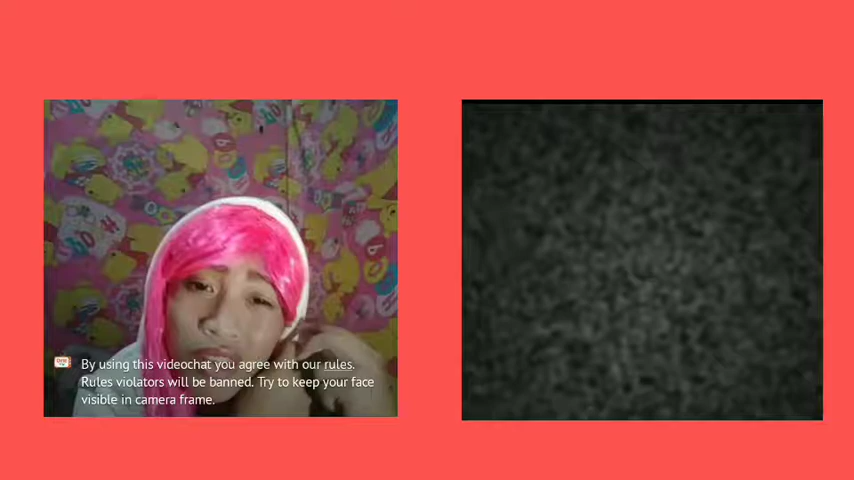 By using this videochat you agree with our rules.
Rules violators will be banned. Try to keep your face
visible in camera frame.